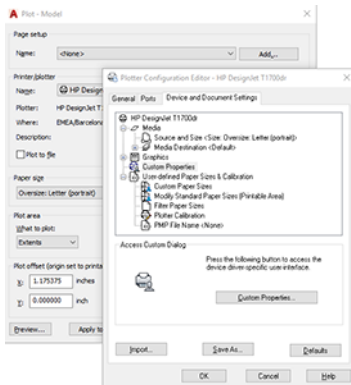 Plot - Model
Page setup
Name:
<None>
Add...
Printer/plotter
Name:
HP Design
Plotter:
HP DesignJet T1
Where:
EMEA/Barcelona
Description:
Plot to file
Paper size
Oversize: Letter (portrait)
Plot area
What to plot:
Extents
Plot offset (origin set to printa
X:
1.175375
inches
Y:
0.000000
inch
Preview...
Apply to
Plotter Configuration Editor - HP DesignJet T1700dr
General
Ports
Device and Document Settings
HP DesignJet T1700dr
Media
Source and Size <Size: Oversize: Letter (portrait)>
Media Destination <Default>
Graphics
Custom Properties
User-defined Paper Sizes & Calibration
Custom Paper Sizes
Modify Standard Paper Sizes (Printable Area)
Filter Paper Sizes
Plotter Calibration
PMP File Name <None>
Access Custom Dialog
Press the following button to access the
device driver-specific user interface.
Custom Properties...
Import...
Save As...
Defaults
OK
Cancel
Help